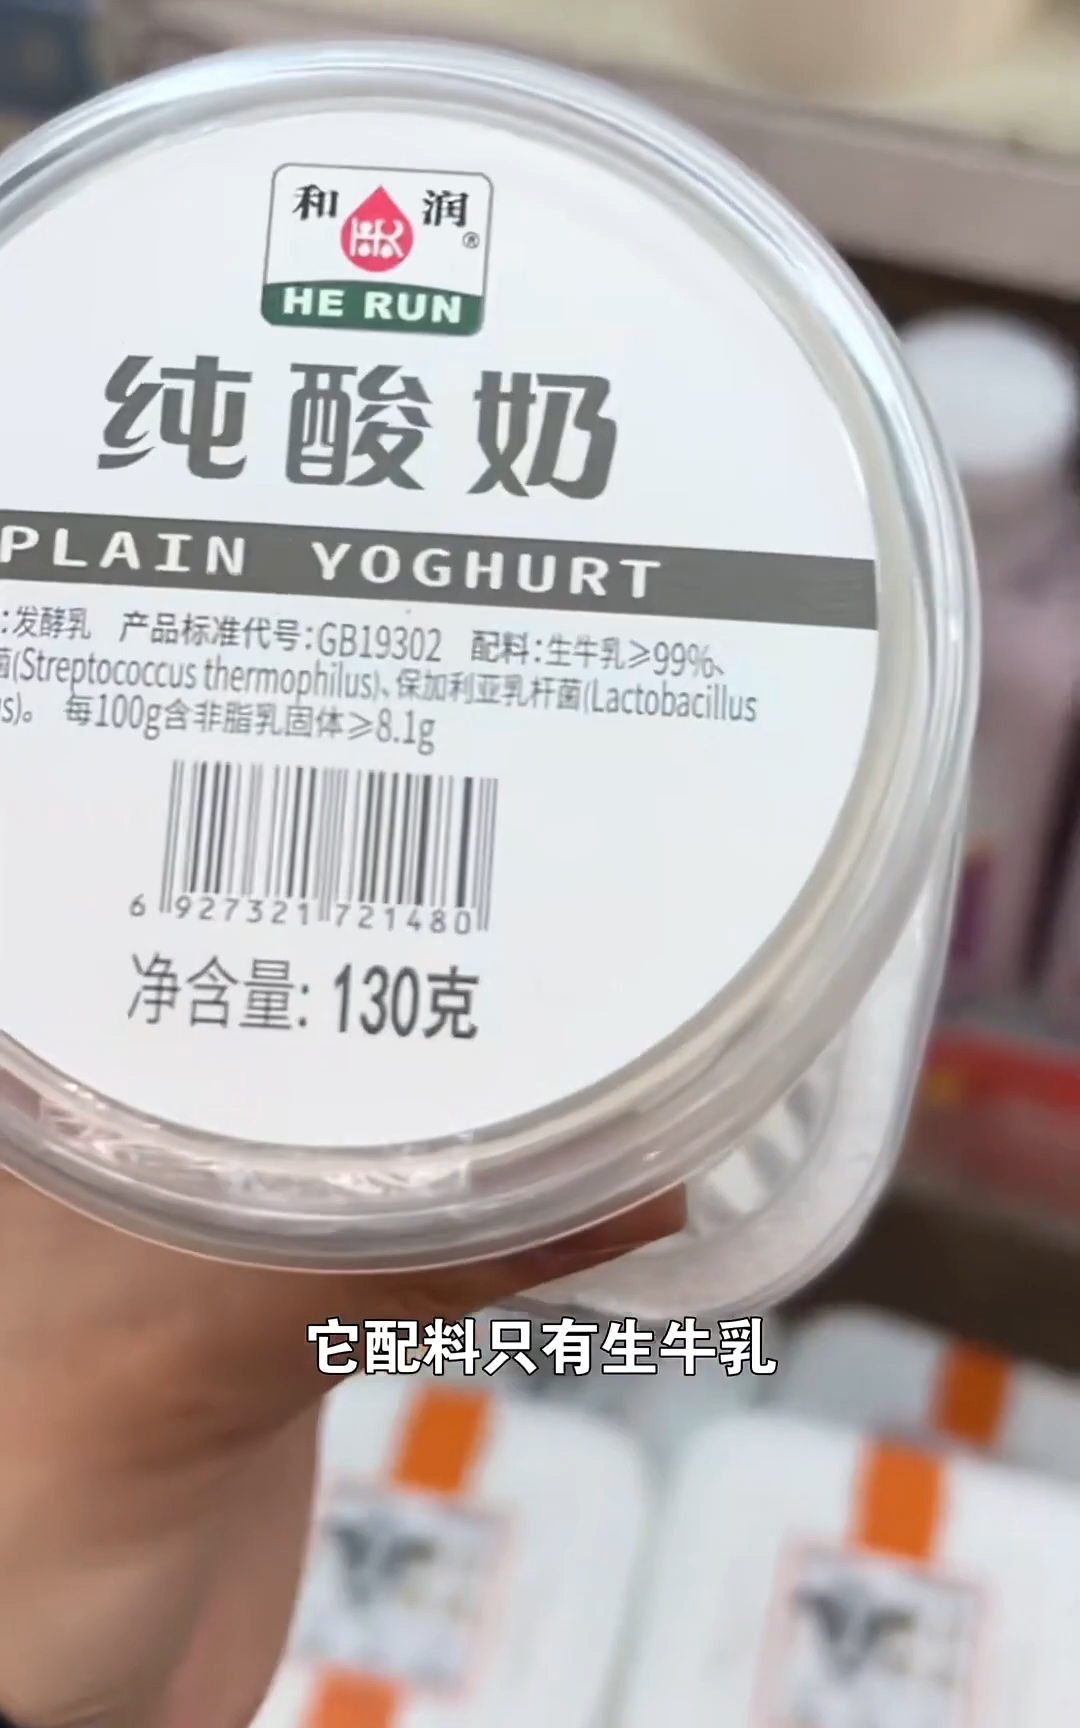 和润®
HE RUN
纯酸奶
PLAIN YOGHURT
:发酵乳 产品标准代号:GB19302 配料:生牛乳≥99%、
菌(Streptococcus thermophilus)、保加利亚乳杆菌(Lactobacillus
us)。 每100g含非脂乳固体≥8.1g
6 927321 721480
净含量: 130克
它配料只有生牛乳